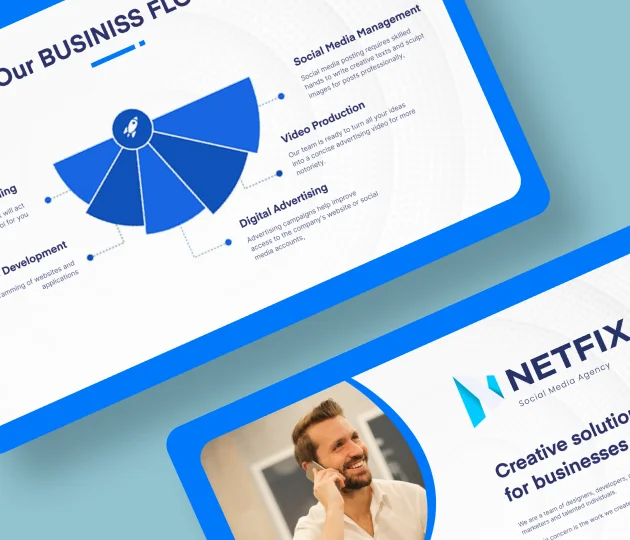 Our BUSINISS FLO
Social Media Management
Social media posting requires skilled
hands to write creative texts and sculpt
images for posts professionally.
Video Production
Our team is ready to turn all your ideas
into a concise advertising video for more
notoriety.
Digital Advertising
Advertising campaigns help improve
access to the company's website or social
media accounts.
will act
for you
Development
amming of websites and
applications
NETFIX
Social Media Agency
Creative solution
for businesses
We are a team of designers, developers,
marketers and talented individuals.
concern is the work we create